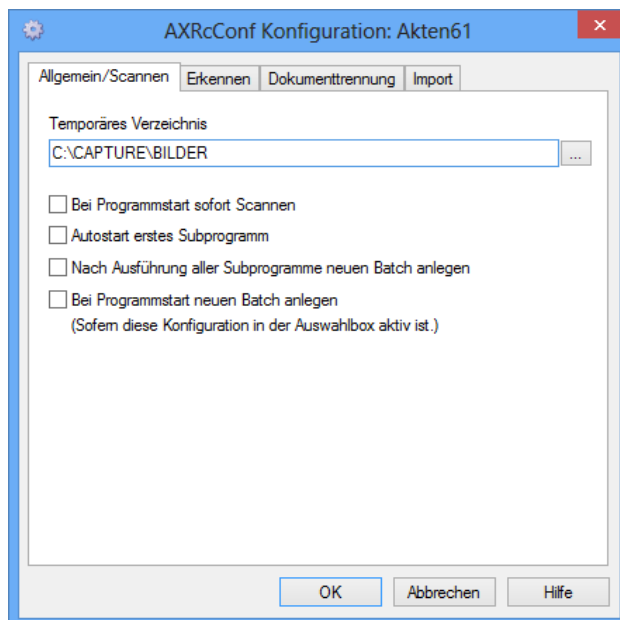 AXRcConf Konfiguration: Akten61
Allgemein/Scannen Erkennen Dokumenttrennung Import
Temporäres Verzeichnis
C:\CAPTURE\BILDER ...
Bei Programmstart sofort Scannen
Autostart erstes Subprogramm
Nach Ausführung aller Subprogramme neuen Batch anlegen
Bei Programmstart neuen Batch anlegen
(Sofern diese Konfiguration in der Auswahlbox aktiv ist.)
OK Abbrechen Hilfe